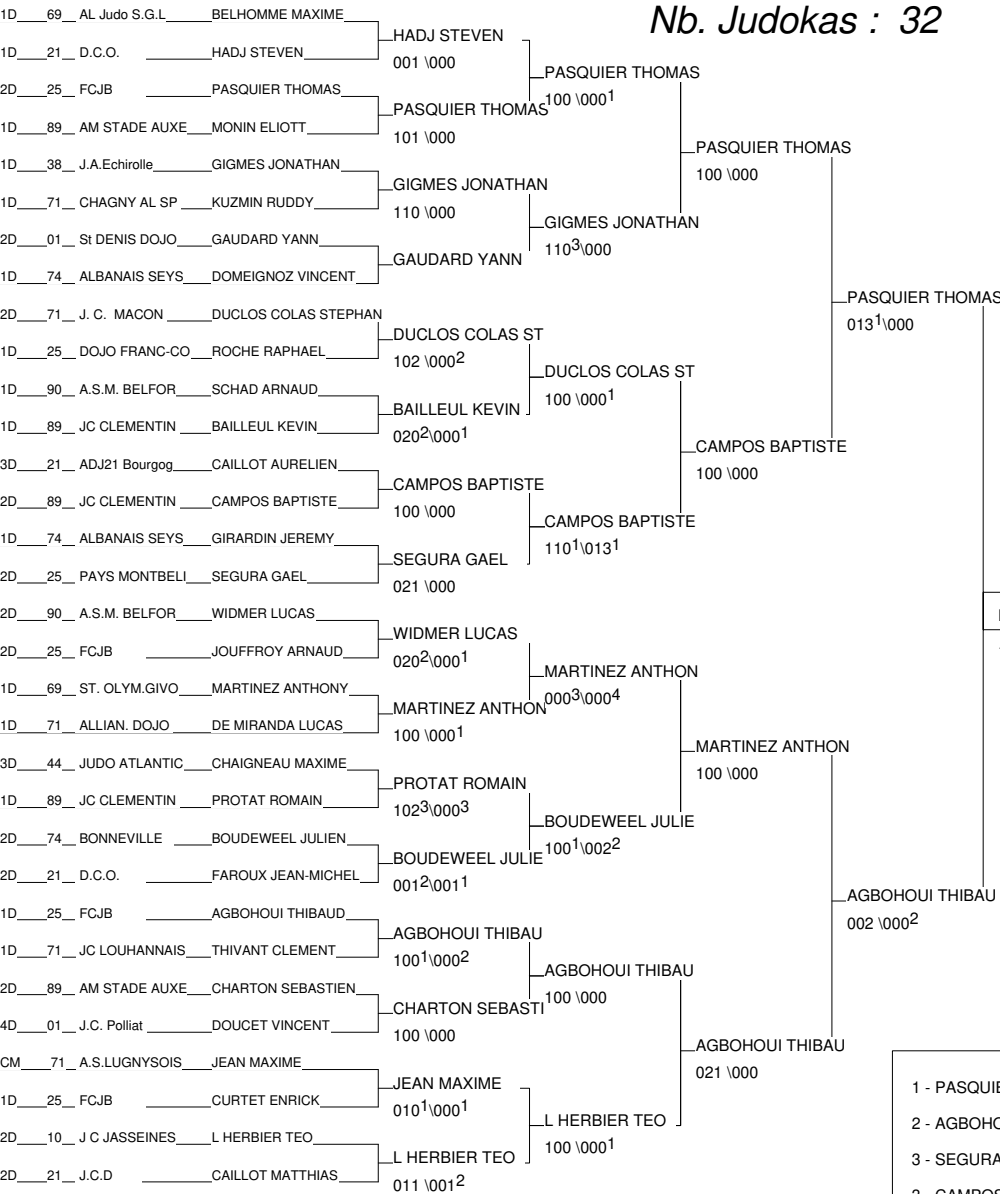 Nb. Judokas : 32
1D 69 AL Judo S.G.L BELHOMME MAXIME
1D 21 D.C.O. HADJ STEVEN
2D 25 FCJB PASQUIER THOMAS
1D 89 AM STADE AUXE MONIN ELIOTT
1D 38 J.A.Echirolle GIGMES JONATHAN
1D 71 CHAGNY AL SP KUZMIN RUDDY
2D 01 St DENIS DOJO GAUDARD YANN
1D 74 ALBANAIS SEYS DOMEIGNOZ VINCENT
2D 71 J. C. MACON DUCLOS COLAS STEPHAN
1D 25 DOJO FRANC-CO ROCHE RAPHAEL
1D 90 A.S.M. BELFOR SCHAD ARNAUD
1D 89 JC CLEMENTIN BAILLEUL KEVIN
3D 21 ADJ21 Bourgog CAILLOT AURELIEN
2D 89 JC CLEMENTIN CAMPOS BAPTISTE
1D 74 ALBANAIS SEYS GIRARDIN JEREMY
2D 25 PAYS MONTBELI SEGURA GAEL
2D 90 A.S.M. BELFOR WIDMER LUCAS
2D 25 FCJB JOUFFROY ARNAUD
1D 69 ST. OLYM.GIVO MARTINEZ ANTHONY
1D 71 ALLIAN. DOJO DE MIRANDA LUCAS
3D 44 JUDO ATLANTIC CHAIGNEAU MAXIME
1D 89 JC CLEMENTIN PROTAT ROMAIN
2D 74 BONNEVILLE BOUDEWEEL JULIEN
2D 21 D.C.O. FAROUX JEAN-MICHEL
1D 25 FCJB AGBOHOUI THIBAUD
1D 71 JC LOUHANNAIS THIVANT CLEMENT
2D 89 AM STADE AUXE CHARTON SEBASTIEN
4D 01 J.C. Polliat DOUCET VINCENT
CM 71 A.S.LUGNYSOIS JEAN MAXIME
1D 25 FCJB CURTET ENRICK
2D 10 J C JASSEINES L HERBIER TEO
2D 21 J.C.D CAILLOT MATTHIAS
HADJ STEVEN
001 \000
PASQUIER THOMAS
101 \000
GIGMES JONATHAN
110 \000
GAUDARD YANN
DUCLOS COLAS ST
102 \0002
BAILLEUL KEVIN
0202\0001
CAMPOS BAPTISTE
100 \000
SEGURA GAEL
021 \000
WIDMER LUCAS
0202\0001
MARTINEZ ANTHON
100 \0001
PROTAT ROMAIN
1023\0003
BOUDEWEEL JULIE
0012\0011
AGBOHOUI THIBAU
1001\0002
CHARTON SEBASTI
100 \000
JEAN MAXIME
0101\0001
L HERBIER TEO
011 \0012
PASQUIER THOMAS
100 \0001
GIGMES JONATHAN
1103\000
DUCLOS COLAS ST
100 \0001
CAMPOS BAPTISTE
1101\0131
MARTINEZ ANTHON
0003\0004
BOUDEWEEL JULIE
1001\0022
AGBOHOUI THIBAU
100 \000
L HERBIER TEO
100 \0001
PASQUIER THOMAS
100 \000
CAMPOS BAPTISTE
100 \000
MARTINEZ ANTHON
100 \000
AGBOHOUI THIBAU
021 \000
PASQUIER THOMAS
0131\000
AGBOHOUI THIBAU
002 \0002
1 - PASQUIE
2 - AGBOHO
3 - SEGURA